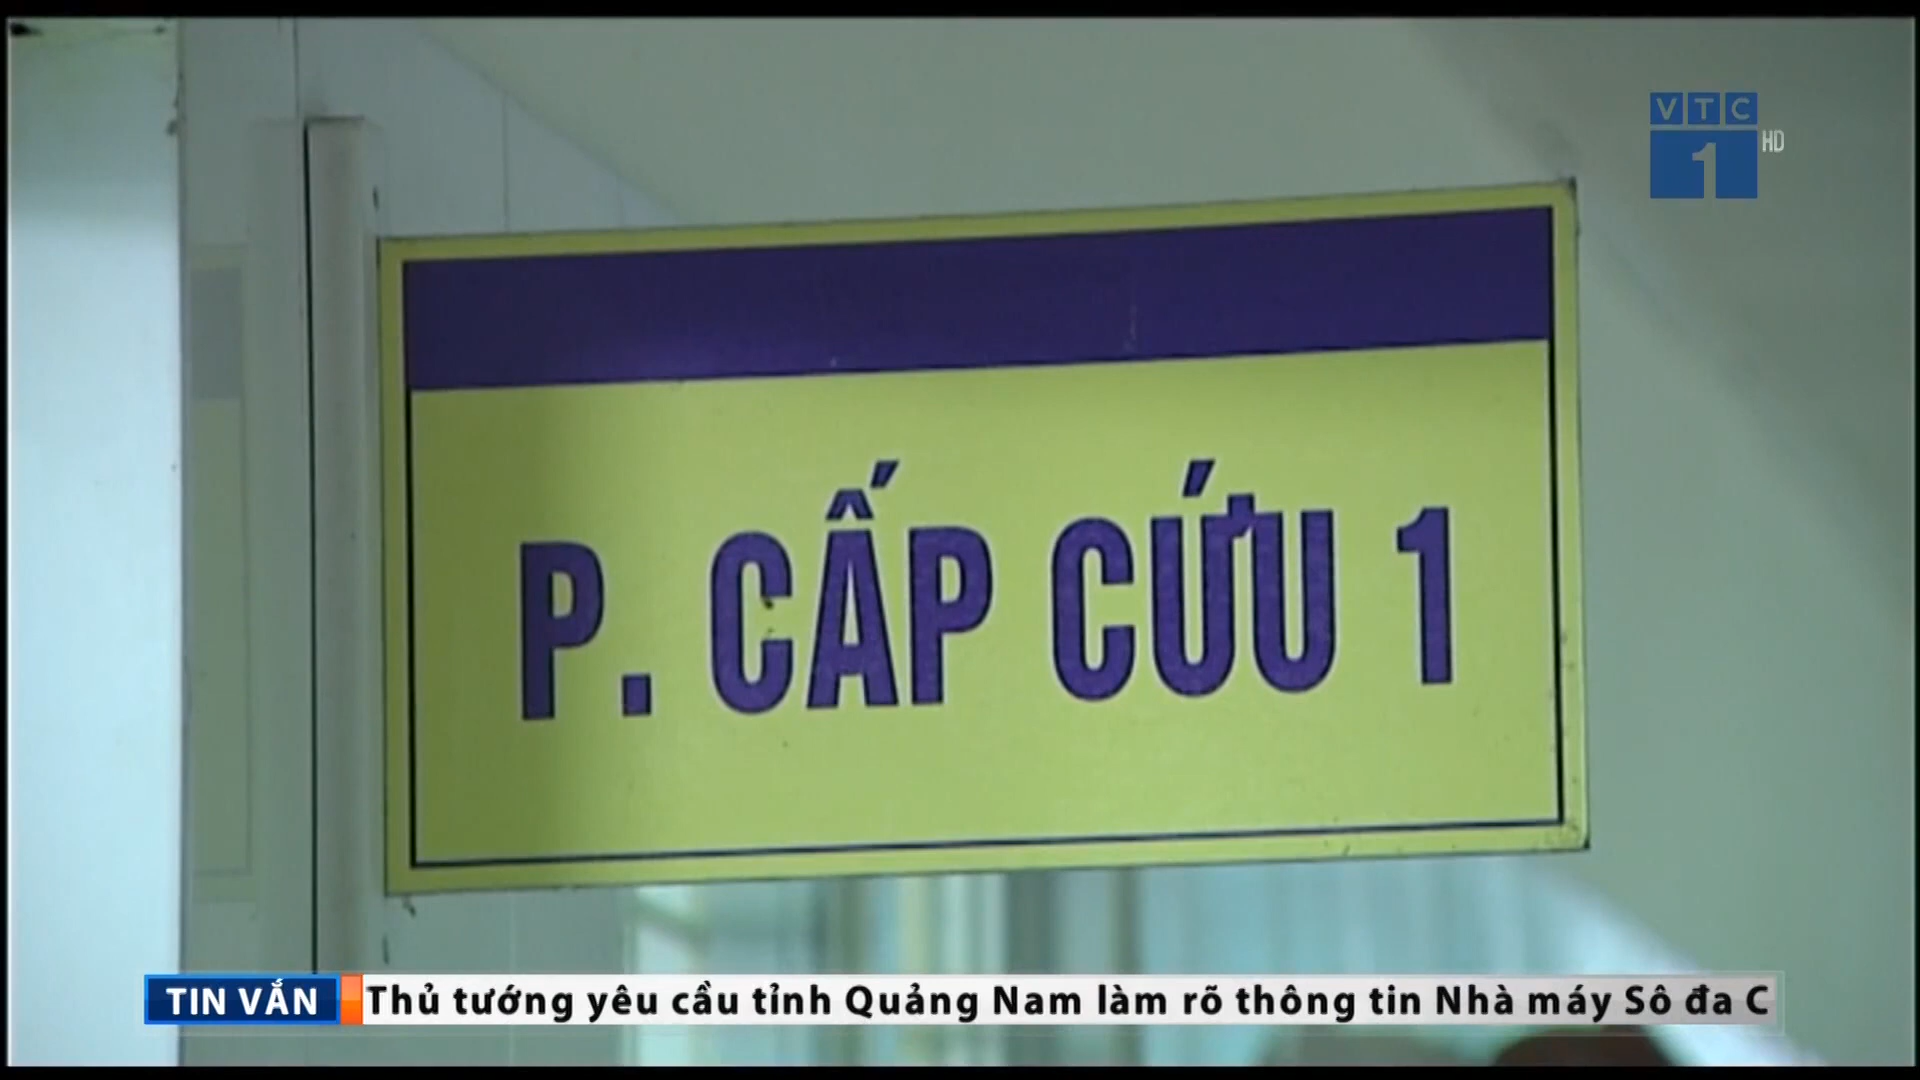 VTC
1 HD
P. CẤP CỨU 1
TIN VẮN Thủ tướng yêu cầu tỉnh Quảng Nam làm rõ thông tin Nhà máy Sô đa C